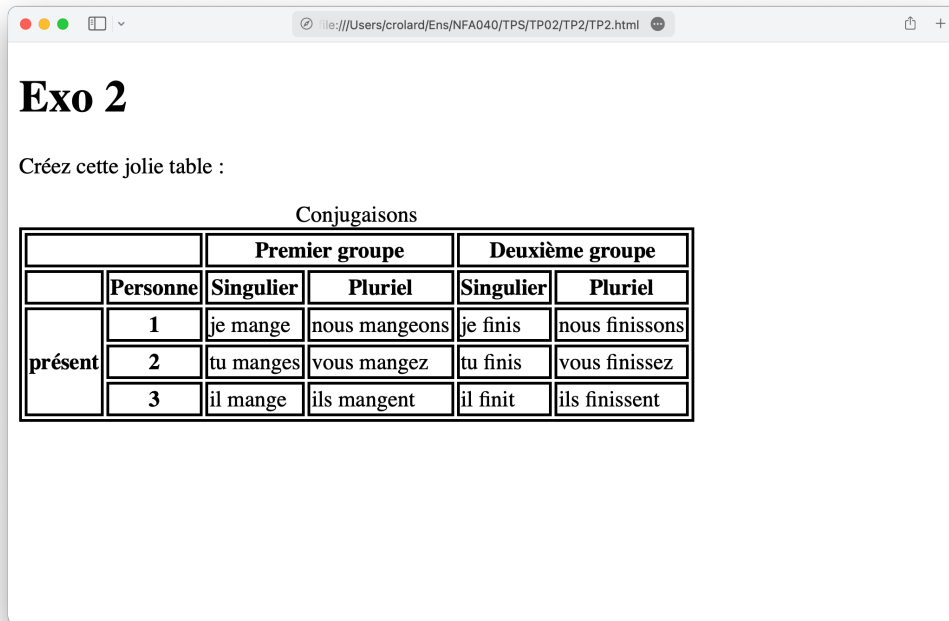 ile:///Users/crolard/Ens/NFA040/TPS/TP02/TP2/TP2.html
Exo 2
Créez cette jolie table :
Conjugaisons
Premier groupe Deuxième groupe
Personne Singulier Pluriel Singulier Pluriel
présent
1 je mange nous mangeons je finis nous finissons
2 tu manges vous mangez tu finis vous finissez
3 il mange ils mangent il finit ils finissent